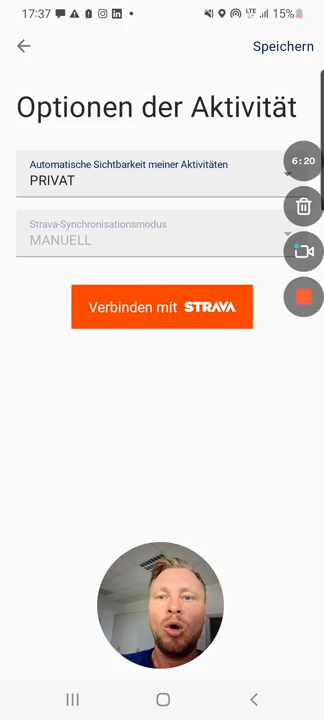 17:37
LTE
15%
Speichern
Optionen der Aktivität
6:20
Automatische Sichtbarkeit meiner Aktivitäten
PRIVAT
Strava-Synchronisationsmodus
MANUELL
Verbinden mit STRAVA